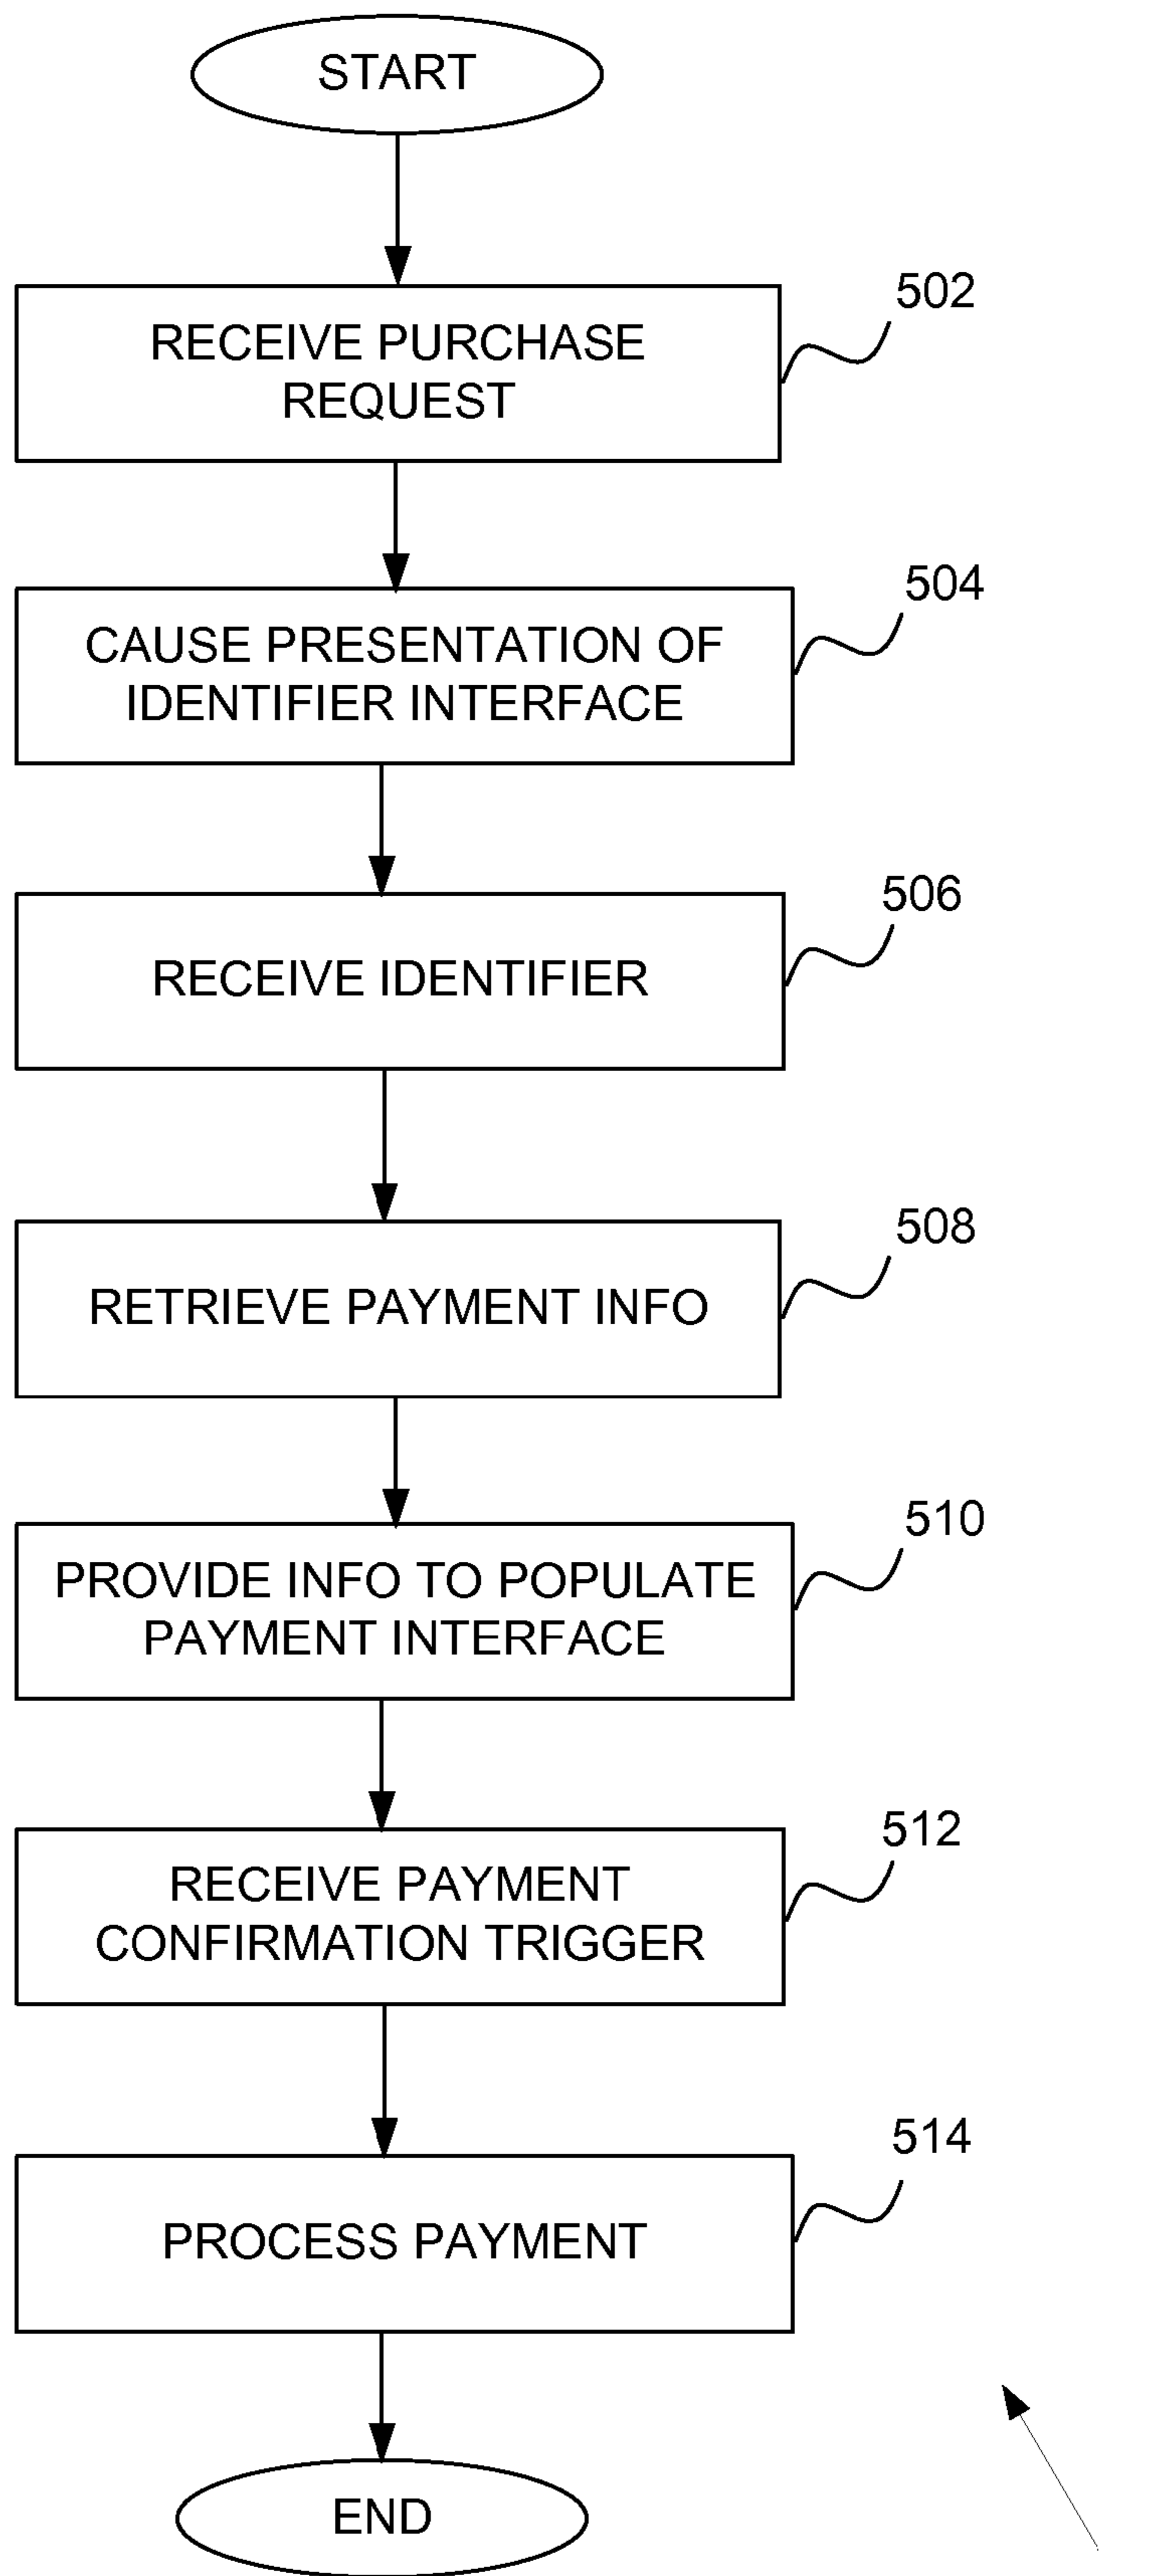 START
502
RECEIVE PURCHASE
REQUEST
504
CAUSE PRESENTATION OF
IDENTIFIER INTERFACE
506
RECEIVE IDENTIFIER
508
RETRIEVE PAYMENT INFO
510
PROVIDE INFO TO POPULATE
PAYMENT INTERFACE
512
RECEIVE PAYMENT
CONFIRMATION TRIGGER
514
PROCESS PAYMENT
END